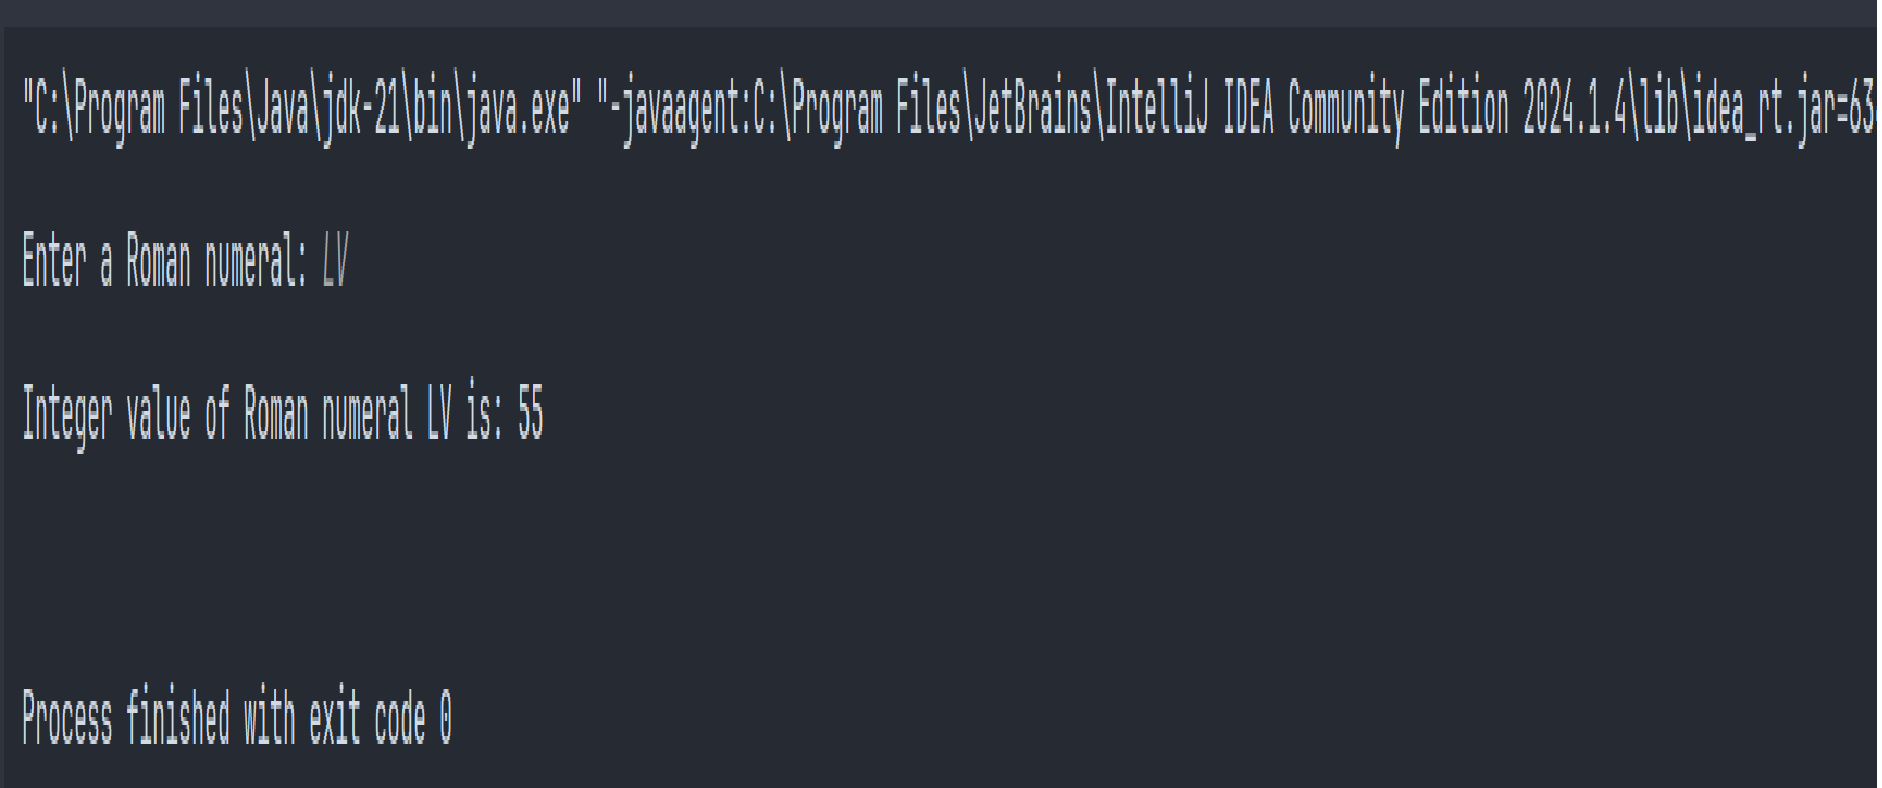 "C:\Program Files\Java\jdk-21\bin\java.exe" "-javaagent:C:\Program Files\JetBrains\IntelliJ IDEA Community Edition 2024.1.4\lib\idea_rt.jar=63
Enter a Roman numeral: LV
Integer value of Roman numeral LV is: 55
Process finished with exit code 0